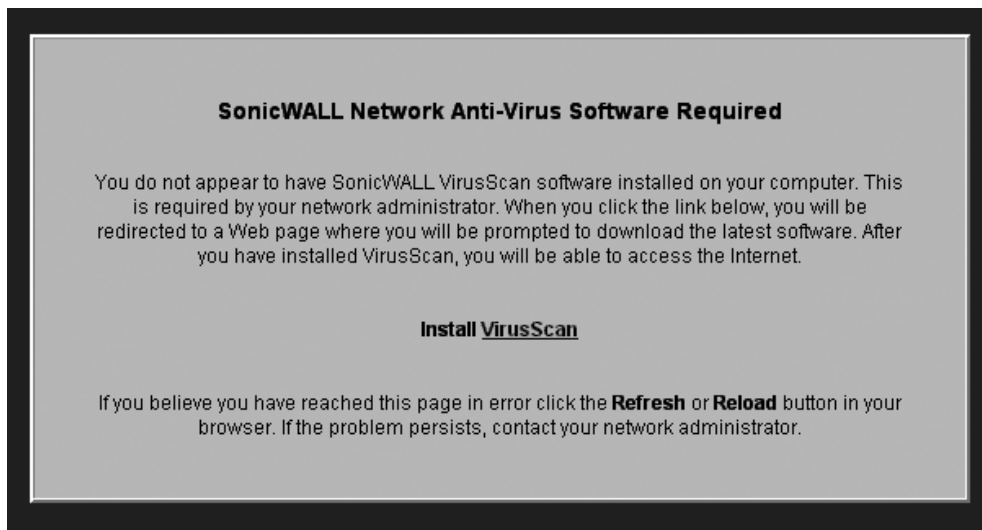 SonicWALL Network Anti-Virus Software Required
You do not appear to have SonicWALL VirusScan software installed on your computer. This
is required by your network administrator. When you click the link below, you will be
redirected to a Web page where you will be prompted to download the latest software. After
you have installed VirusScan, you will be able to access the Internet.
Install VirusScan
If you believe you have reached this page in error click the Refresh or Reload button in your
browser. If the problem persists, contact your network administrator.